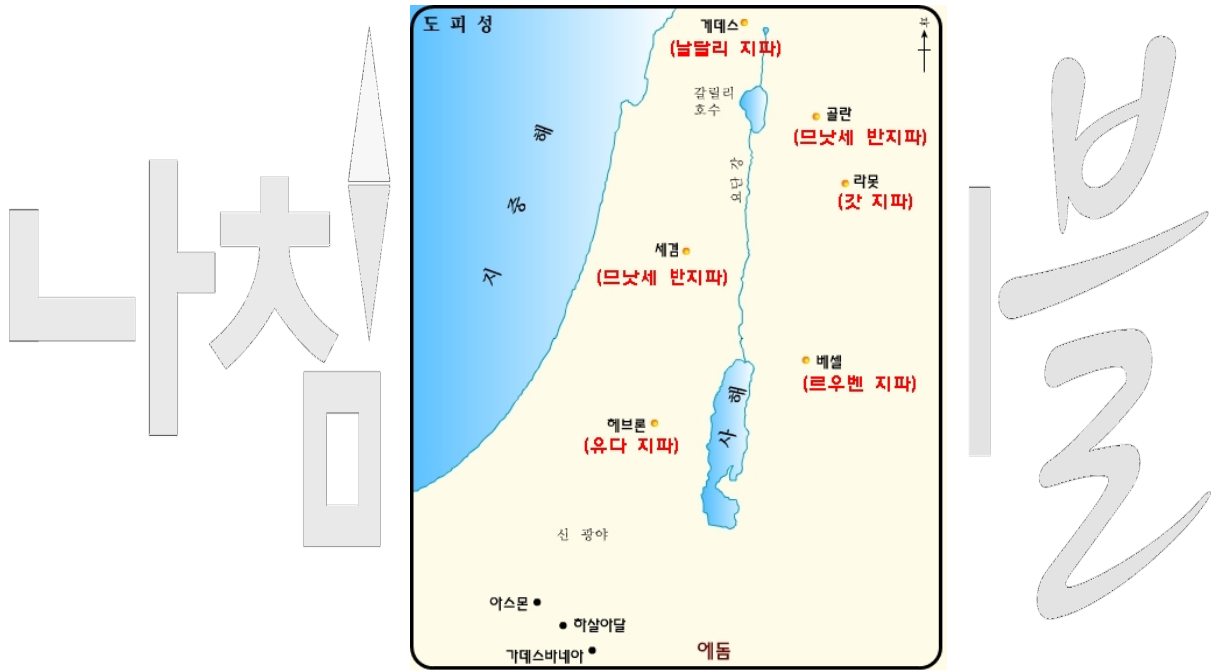 도 피 성
게데스
(날달리 지파)
북
갈릴리
호수
골란
(므낫세 반지파)
요단 강
라못
(갓 지파)
지 중 해
세겜
(므낫세 반지파)
베셀
(르우벤 지파)
사 해
헤브론
(유다 지파)
신 광야
아스몬
하살아달
가데스바네아
에돔
나침